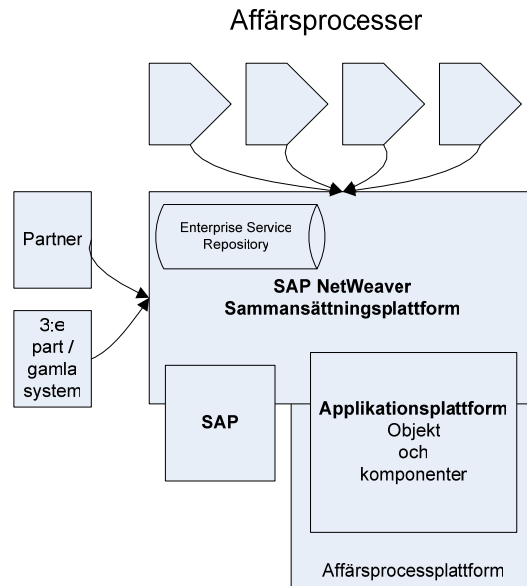 Affärsprocesser
Enterprise Service
Repository
Partner
SAP NetWeaver
Sammansättningsplattform
3:e
part /
gamla
system
SAP
Applikationsplattform
Objekt
och
komponenter
Affärsprocessplattform